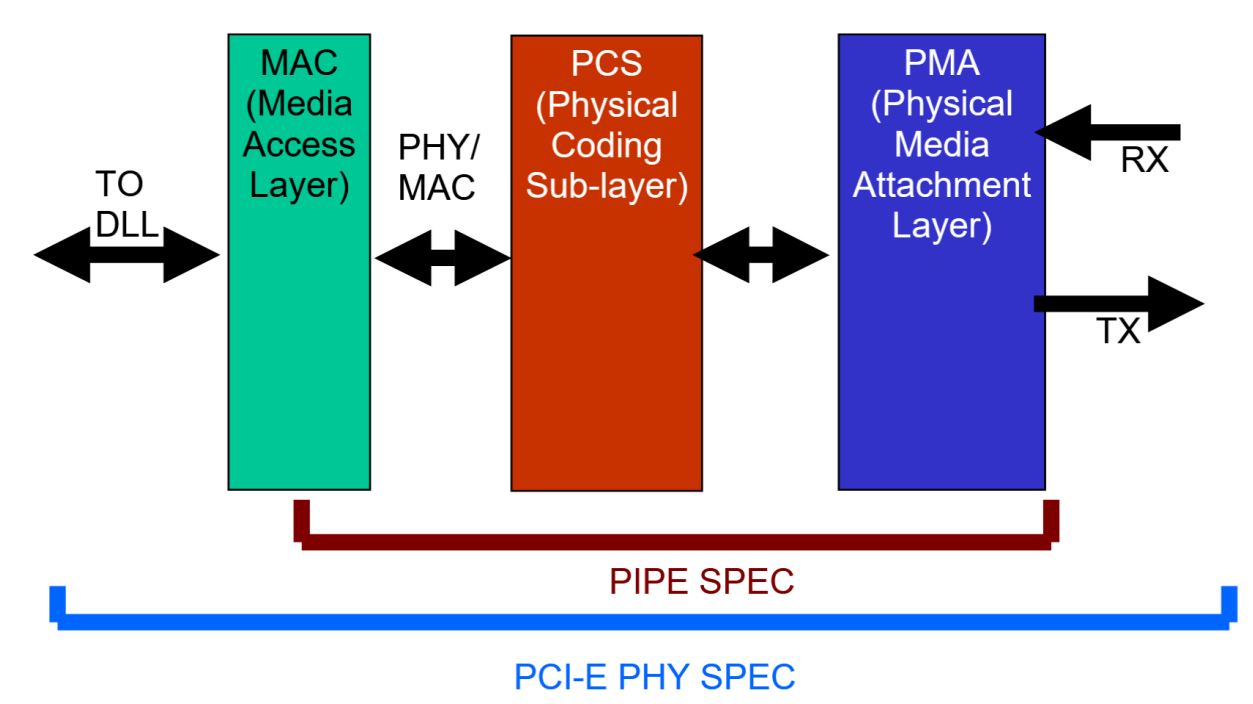 MAC
(Media
Access
Layer)
PCS
(Physical
Coding
Sub-layer)
PMA
(Physical
Media
Attachment
Layer)
TO
DLL
PHY/
MAC
RX
TX
PIPE SPEC
PCI-E PHY SPEC